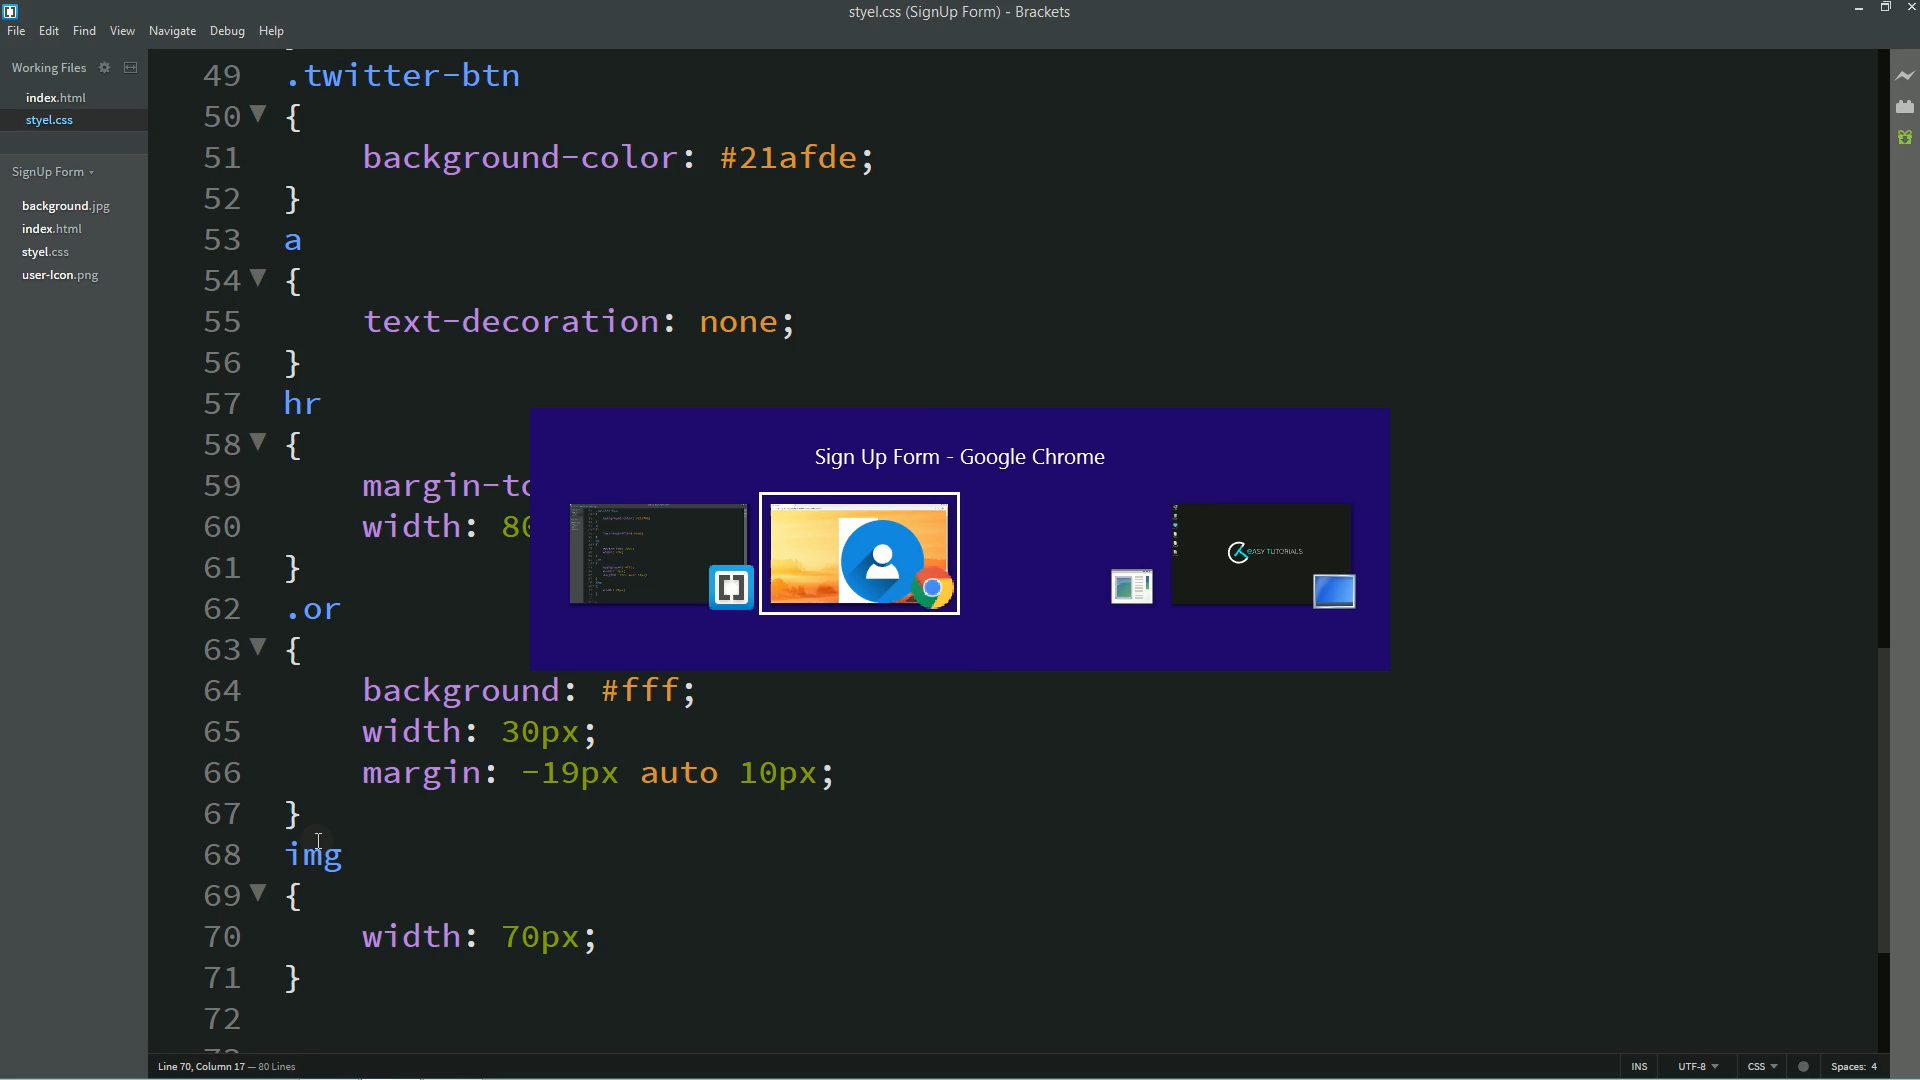 styel.css (SignUp Form) - Brackets
File Edit Find View Navigate Debug Help
Working Files
index.html
styel.css
SignUp Form
background.jpg
index.html
styel.css
user-Icon.png
49 .twitter-btn
50 {
51 background-color: #21afde;
52 }
53 a
54 {
55 text-decoration: none;
56 }
57 hr
58 {
59 margin-to
60 width: 80
61 }
62 .or
63 {
64 background: #fff;
65 width: 30px;
66 margin: -19px auto 10px;
67 }
68 img
69 {
70 width: 70px;
71 }
72
Sign Up Form - Google Chrome
EASY TUTORIALS
Line 70, Column 17 — 80 Lines
INS UTF-8 CSS Spaces: 4